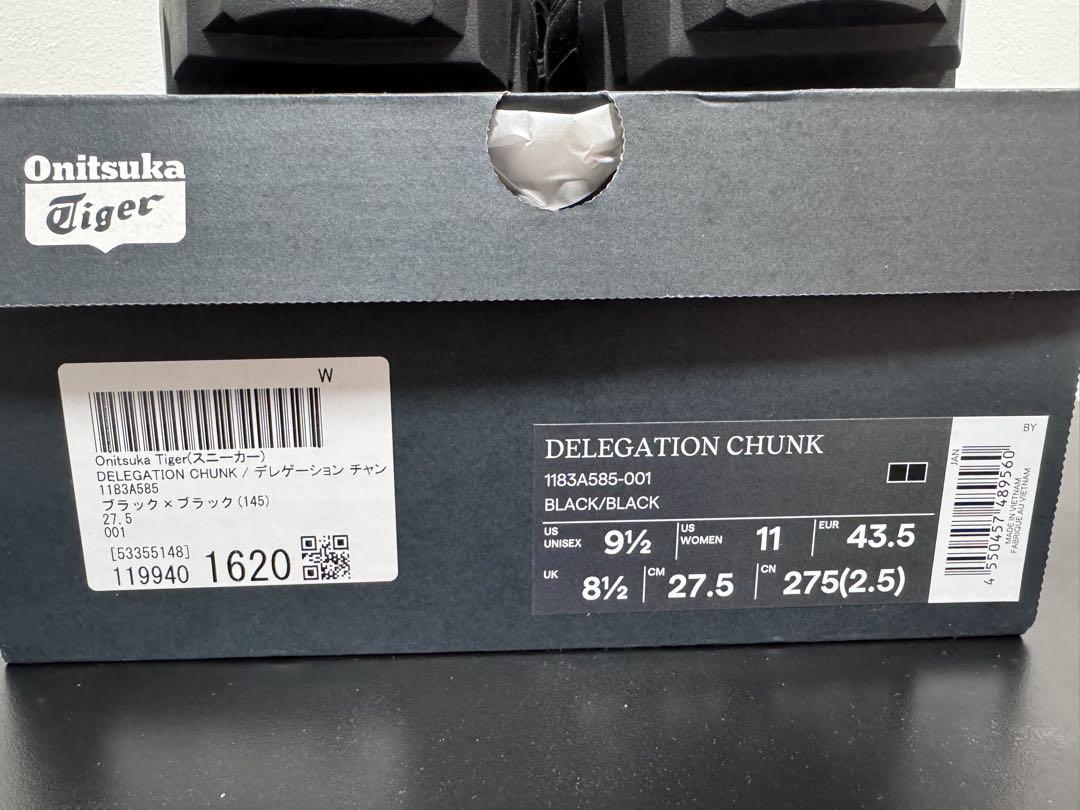 Onitsuka
Tiger
W
Onitsuka Tiger(スニーカー)
DELEGATION CHUNK / デレゲーション チャン
1183A585
ブラック×ブラック(145)
27.5
001
[53355148]
119940 1620
DELEGATION CHUNK
1183A585-001
BLACK/BLACK
US UNISEX 9½ US WOMEN 11 EUR 43.5
UK 8½ CM 27.5 CN 275(2.5)
BY
JAN
4 550457 489560
MADE IN VIETNAM
FABRIQUÉ AU VIETNAM